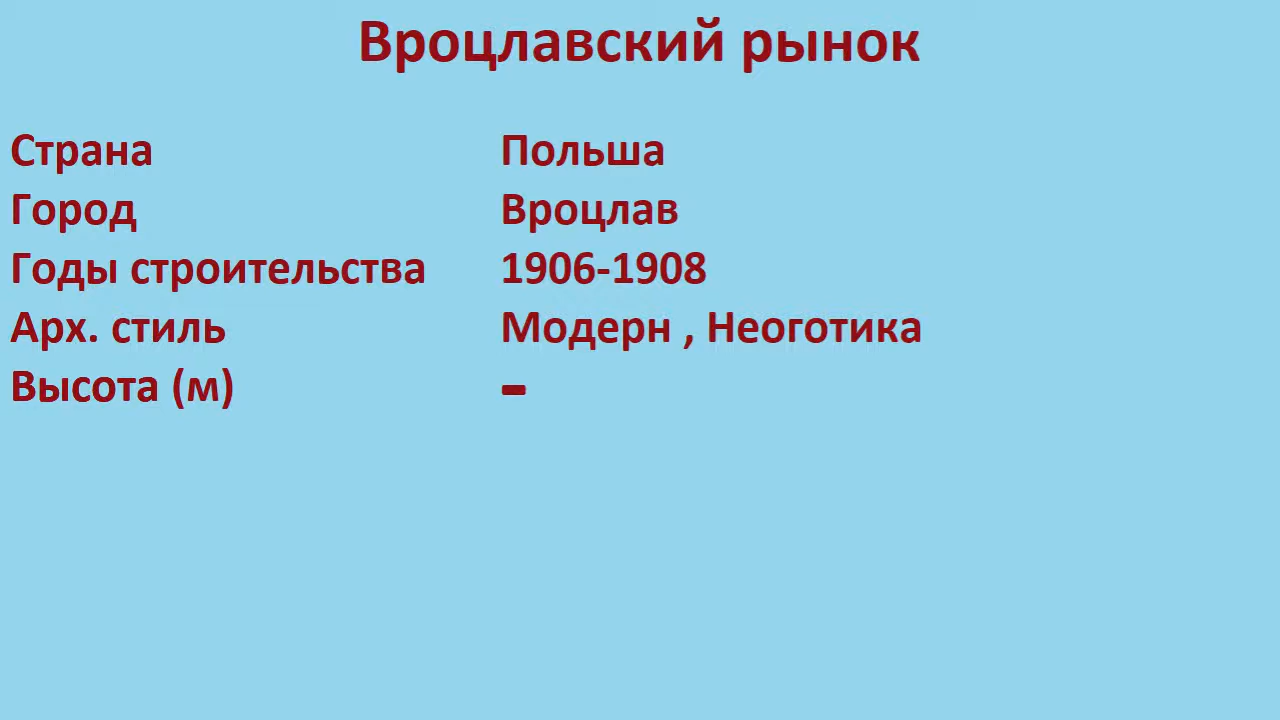 Вроцлавский рынок
Страна Польша
Город Вроцлав
Годы строительства 1906-1908
Арх. стиль Модерн , Неоготика
Высота (м) -